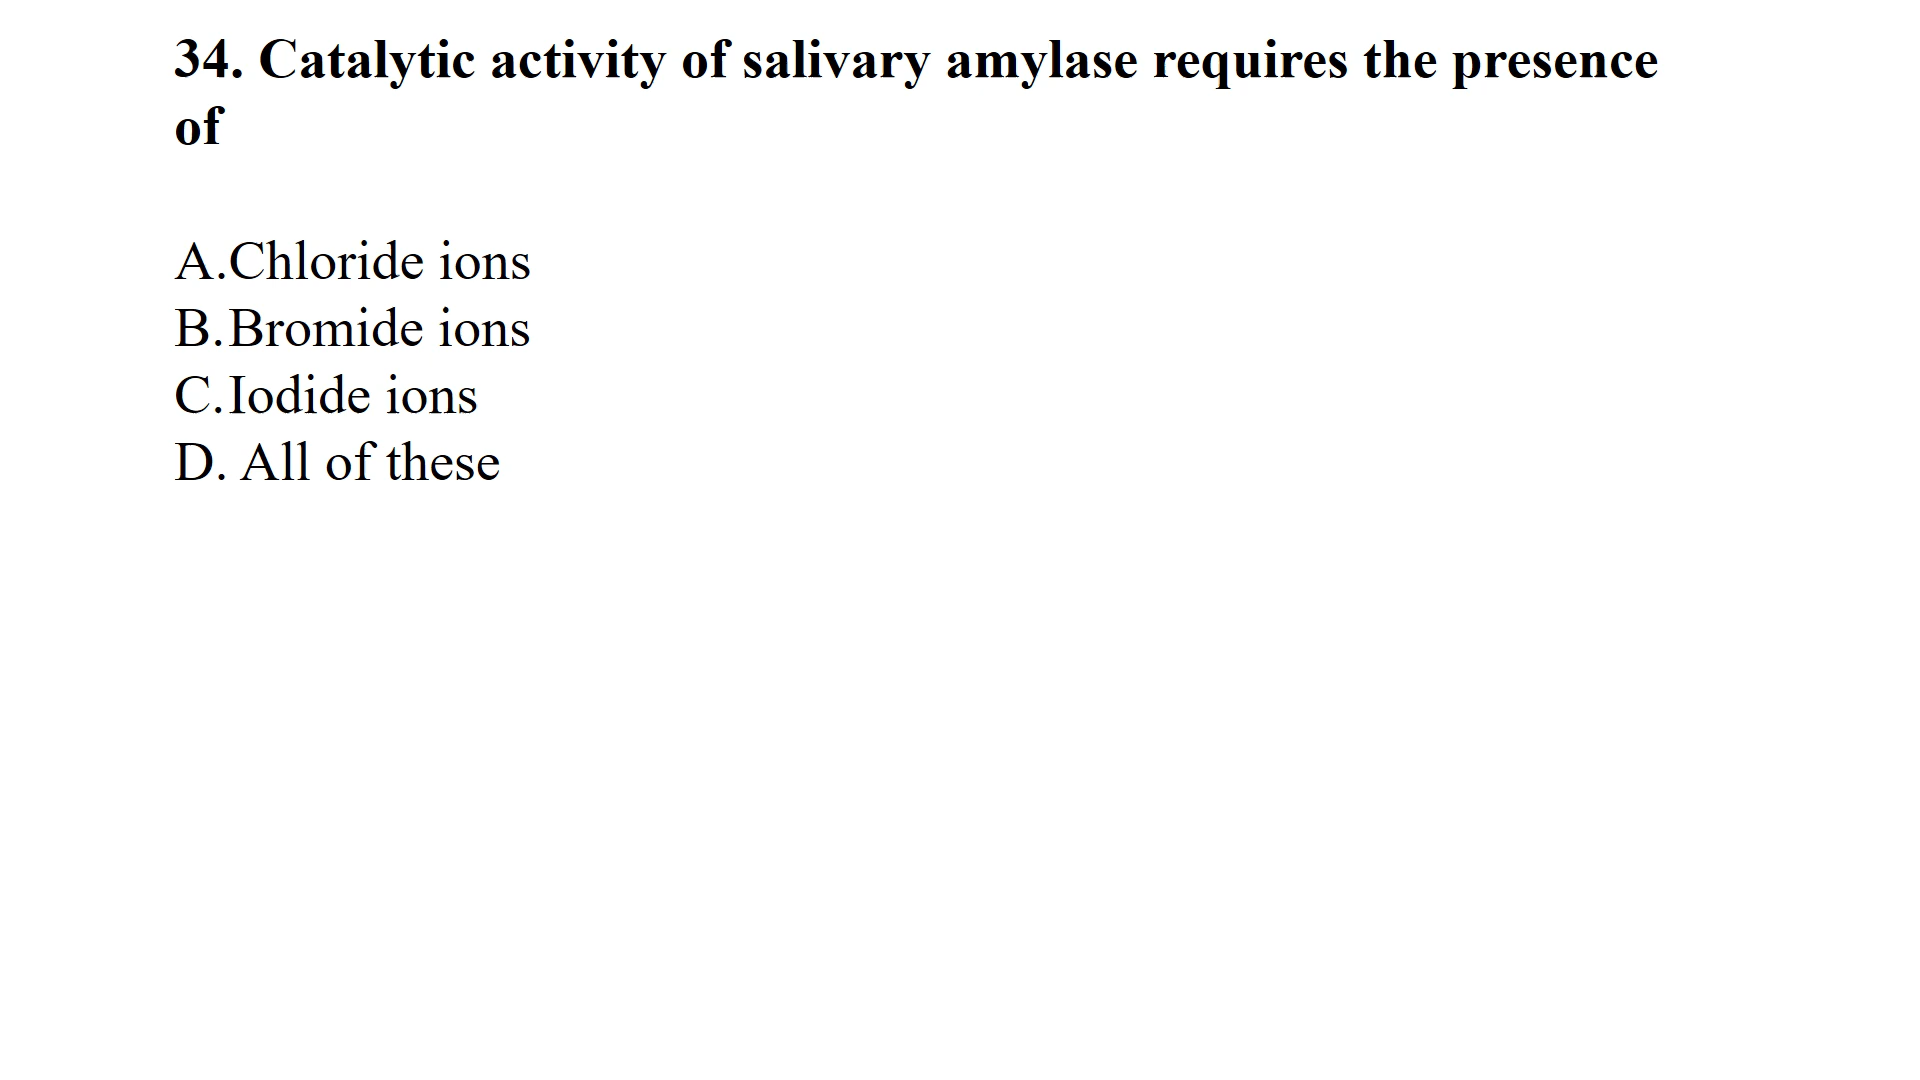 34. Catalytic activity of salivary amylase requires the presence
of
A.Chloride ions
B.Bromide ions
C.Iodide ions
D. All of these